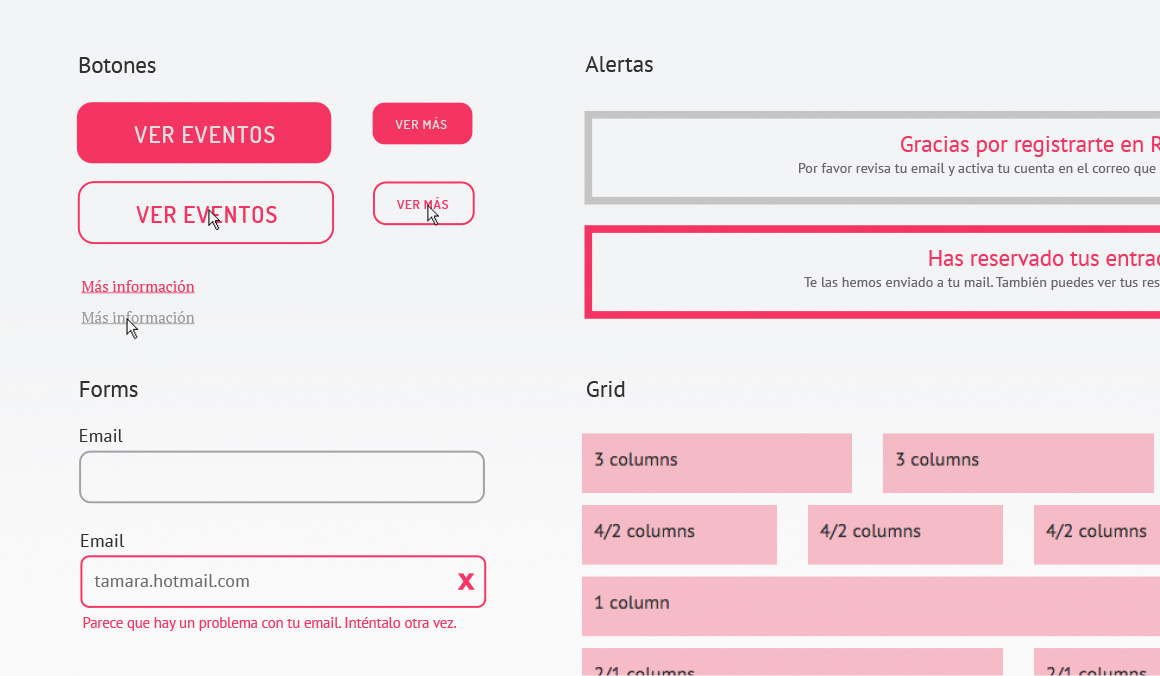 Botones
VER EVENTOS
VER MÁS
VER EVENTOS
VER MÁS
Más información
Más información
Alertas
Gracias por registrarte en R
Por favor revisa tu email y activa tu cuenta en el correo que
Has reservado tus entrad
Te las hemos enviado a tu mail. También puedes ver tus res
Forms
Email
Email
tamara.hotmail.com
X
Parece que hay un problema con tu email. Inténtalo otra vez.
Grid
3 columns
3 columns
4/2 columns
4/2 columns
4/2 columns
1 column
2/1 columns
2/1 columns